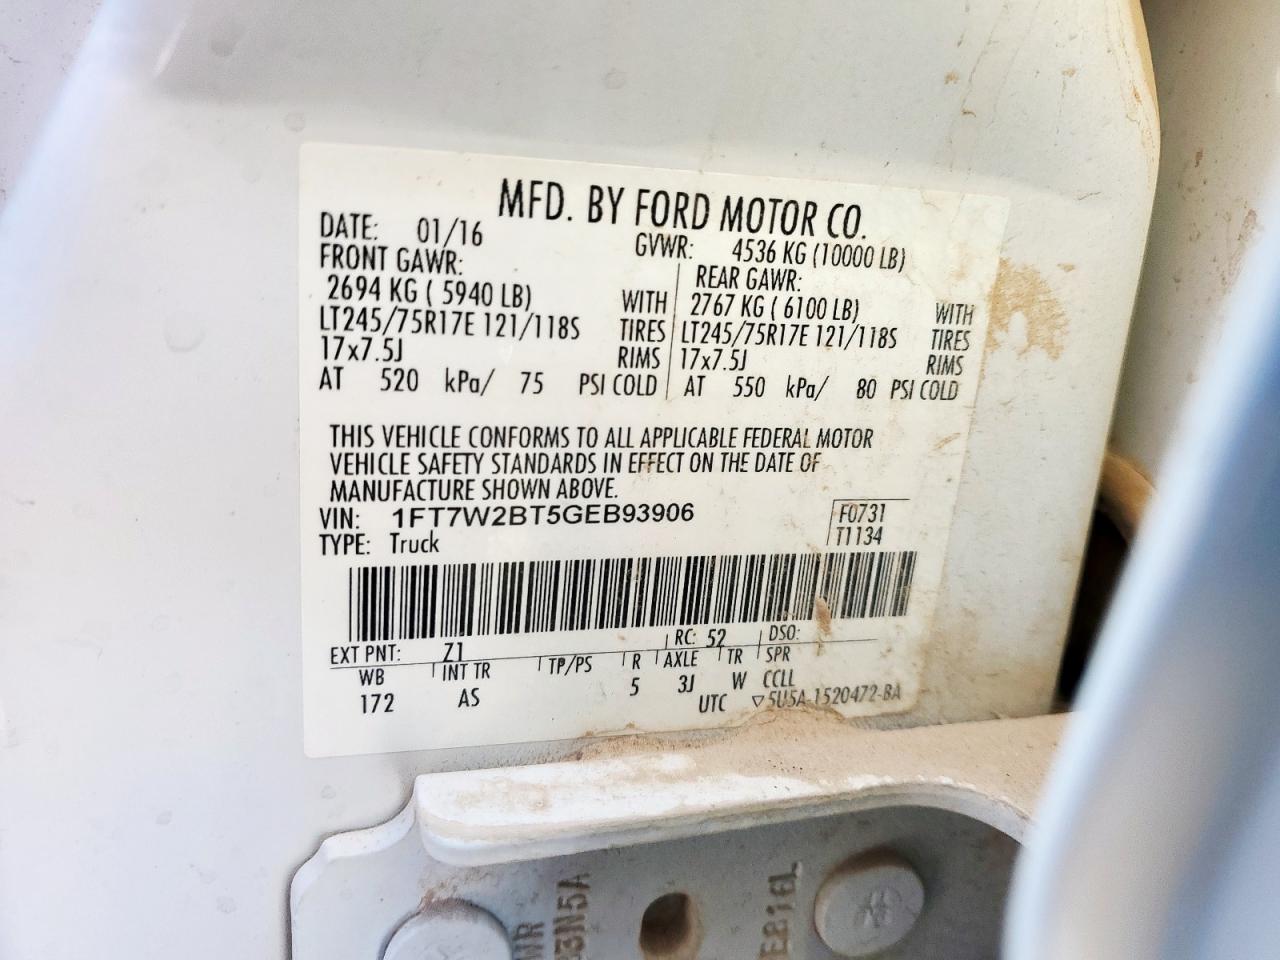 MFD. BY FORD MOTOR CO.
DATE: 01/16 GVWR: 4536 KG (10000 LB)
FRONT GAWR: REAR GAWR:
2694 KG ( 5940 LB) WITH 2767 KG ( 6100 LB) WITH
LT245/75R17E 121/118S TIRES LT245/75R17E 121/118S TIRES
17x7.5J RIMS 17x7.5J RIMS
AT 520 kPa/ 75 PSI COLD AT 550 kPa/ 80 PSI COLD
THIS VEHICLE CONFORMS TO ALL APPLICABLE FEDERAL MOTOR
VEHICLE SAFETY STANDARDS IN EFFECT ON THE DATE OF
MANUFACTURE SHOWN ABOVE.
VIN: 1FT7W2BT5GEB93906 F0731
TYPE: Truck T1134
EXT PNT: Z1 RC: 52 DSO:
WB INT TR TP/PS R AXLE TR SPR
172 AS 5 3J W CCLL
UTC ▽5U5A-1520472-BA